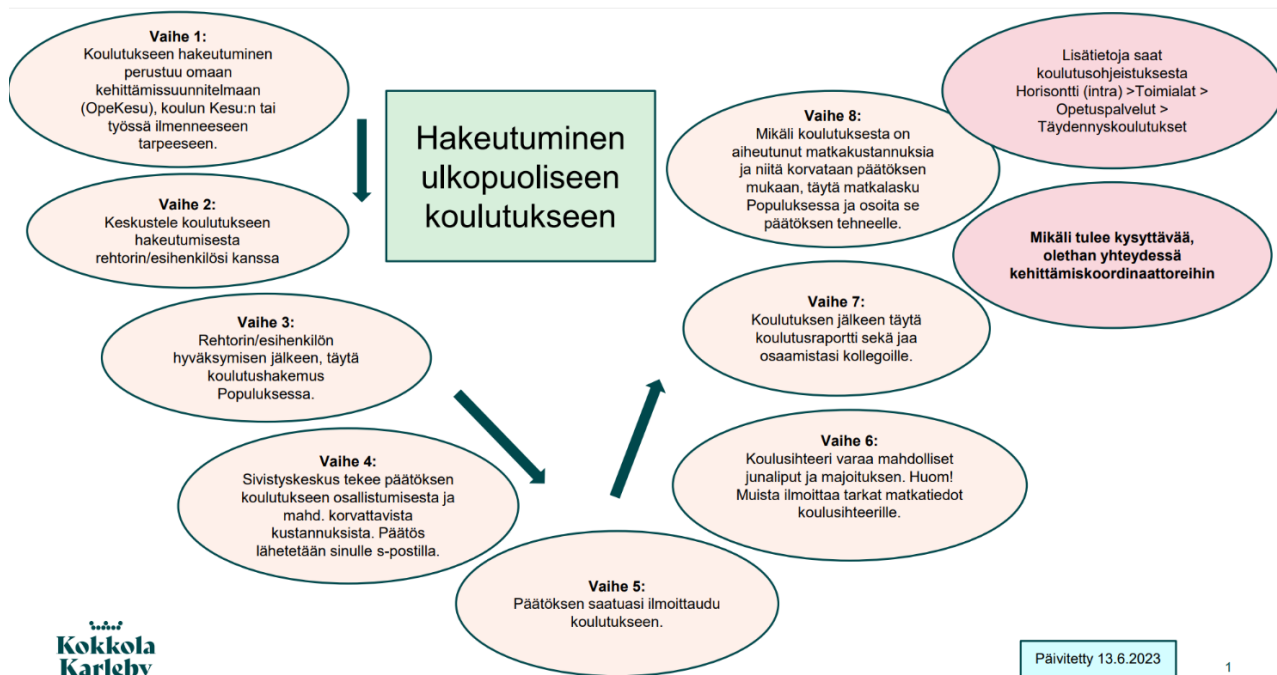 Vaihe 1:
Koulutukseen hakeutuminen
perustuu omaan
kehittämissuunnitelmaan
(OpeKesu), koulun Kesu:n tai
työssä ilmenneeseen
tarpeeseen.
Vaihe 2:
Keskustele koulutukseen
hakeutumisesta
rehtorin/esihenkilösi kanssa
Vaihe 3:
Rehtorin/esihenkilön
hyväksymisen jälkeen, täytä
koulutushakemus
Populuksessa.
Vaihe 4:
Sivistyskeskus tekee päätöksen
koulutukseen osallistumisesta ja
mahd. korvattavista
kustannuksista. Päätös
lähetetään sinulle s-postilla.
Hakeutuminen
ulkopuoliseen
koulutukseen
Vaihe 5:
Päätöksen saatuasi ilmoittaudu
koulutukseen.
Vaihe 6:
Koulusihteeri varaa mahdolliset
junaliput ja majoituksen. Huom!
Muista ilmoittaa tarkat matkatiedot
koulusihteerille.
Vaihe 7:
Koulutuksen jälkeen täytä
koulutusraportti sekä jaa
osaamistasi kollegoille.
Vaihe 8:
Mikäli koulutuksesta on
aiheutunut matkakustannuksia
ja niitä korvataan päätöksen
mukaan, täytä matkalasku
Populuksessa ja osoita se
päätöksen tehneelle.
Lisätietoja saat
koulutusohjeistuksesta
Horisontti (intra) >Toimialat >
Opetuspalvelut >
Täydennyskoulutukset
Mikäli tulee kysyttävää,
olethan yhteydessä
kehittämiskoordinaattoreihin
Kokkola
Karleby
Päivitetty 13.6.2023
1